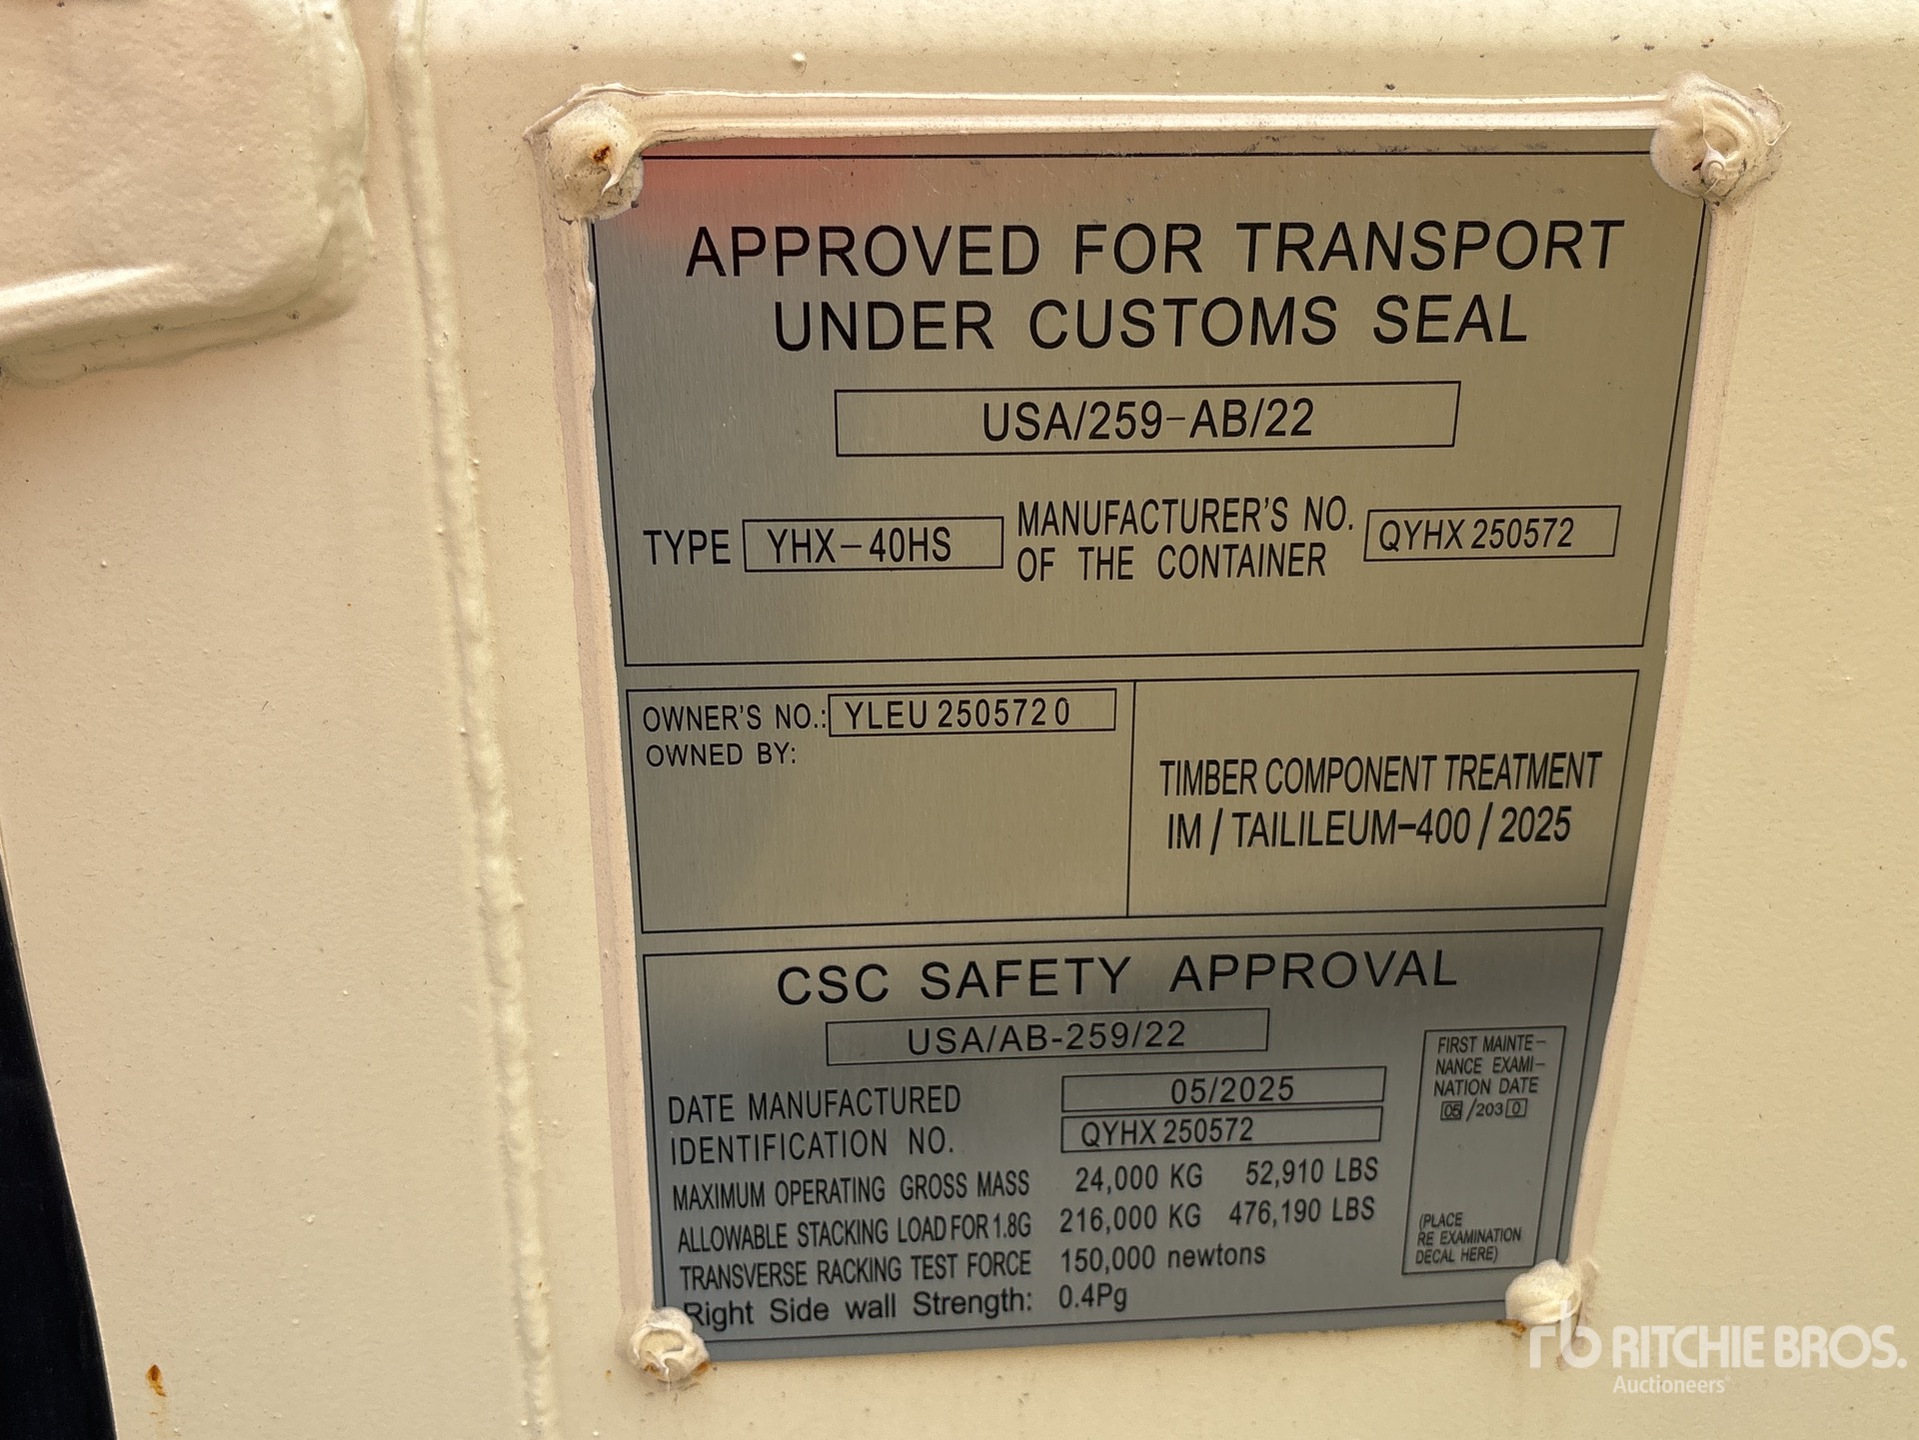 APPROVED FOR TRANSPORT
UNDER CUSTOMS SEAL
USA/259-AB/22
TYPE YHX-40HS MANUFACTURER'S NO. OF THE CONTAINER QYHX 250572
OWNER'S NO.: YLEU 250572 0
OWNED BY:
TIMBER COMPONENT TREATMENT
IM / TAILILEUM-400 / 2025
CSC SAFETY APPROVAL
USA/AB-259/22
DATE MANUFACTURED 05/2025
IDENTIFICATION NO. QYHX 250572
MAXIMUM OPERATING GROSS MASS 24,000 KG 52,910 LBS
ALLOWABLE STACKING LOAD FOR 1.8G 216,000 KG 476,190 LBS
TRANSVERSE RACKING TEST FORCE 150,000 newtons
Right Side wall Strength: 0.4Pg
FIRST MAINTE-
NANCE EXAMI-
NATION DATE
05/2030
(PLACE
RE EXAMINATION
DECAL HERE)
rb RITCHIE BROS.
Auctioneers